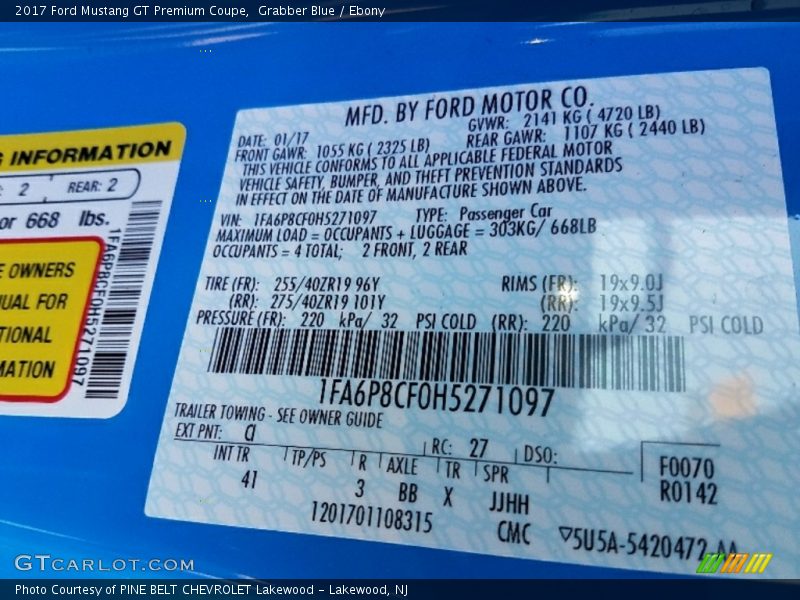 2017 Ford Mustang GT Premium Coupe,  Grabber Blue / Ebony
G INFORMATION
: 2 REAR: 2
or 668 lbs.
E OWNERS
UAL FOR
TIONAL
MATION
1FA6P8CF0H5271097
MFD. BY FORD MOTOR CO.
DATE: 01/17 GVWR: 2141 KG ( 4720 LB)
FRONT GAWR: 1055 KG ( 2325 LB) REAR GAWR: 1107 KG ( 2440 LB)
THIS VEHICLE CONFORMS TO ALL APPLICABLE FEDERAL MOTOR
VEHICLE SAFETY, BUMPER, AND THEFT PREVENTION STANDARDS
IN EFFECT ON THE DATE OF MANUFACTURE SHOWN ABOVE.
VIN: 1FA6P8CF0H5271097 TYPE: Passenger Car
MAXIMUM LOAD = OCCUPANTS + LUGGAGE = 303KG/ 668LB
OCCUPANTS = 4 TOTAL; 2 FRONT, 2 REAR
TIRE (FR): 255/40ZR19 96Y RIMS (FR): 19x9.0J
(RR): 275/40ZR19 101Y (RR): 19x9.5J
PRESSURE (FR): 220 kPa/ 32 PSI COLD (RR): 220 kPa/ 32 PSI COLD
1FA6P8CF0H5271097
TRAILER TOWING - SEE OWNER GUIDE
EXT PNT: CI RC: 27 DSO:
INT TR TP/PS R AXLE TR SPR F0070
41 3 BB X JJHH R0142
1201701108315 CMC ▽5U5A-5420472-AA
GTCARLOT.COM
Photo Courtesy of PINE BELT CHEVROLET Lakewood - Lakewood, NJ